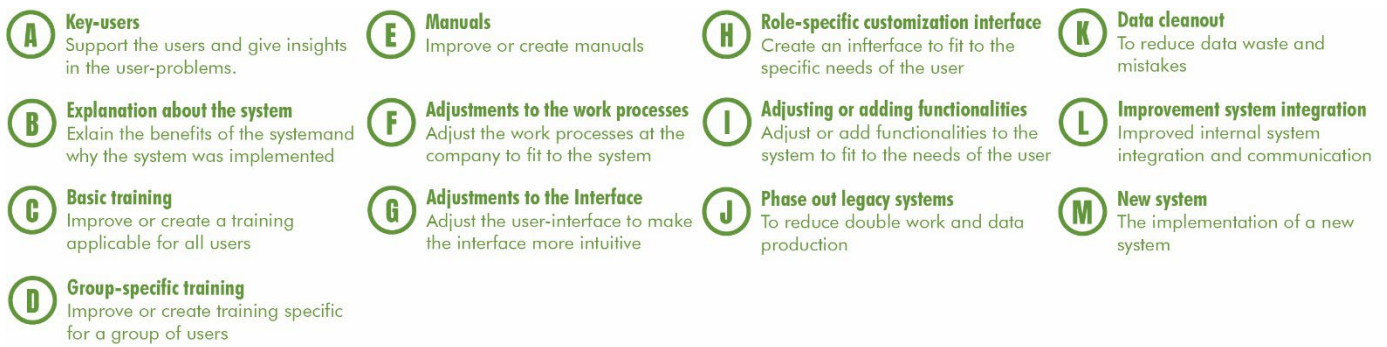 A
Key-users
Support the users and give insights
in the user-problems.
B
Explanation about the system
Exlain the benefits of the systemand
why the system was implemented
C
Basic training
Improve or create a training
applicable for all users
D
Group-specific training
Improve or create training specific
for a group of users
E
Manuals
Improve or create manuals
F
Adjustments to the work processes
Adjust the work processes at the
company to fit to the system
G
Adjustments to the Interface
Adjust the user-interface to make
the interface more intuitive
H
Role-specific customization interface
Create an infterface to fit to the
specific needs of the user
I
Adjusting or adding functionalities
Adjust or add functionalities to the
system to fit to the needs of the user
J
Phase out legacy systems
To reduce double work and data
production
K
Data cleanout
To reduce data waste and
mistakes
L
Improvement system integration
Improved internal system
integration and communication
M
New system
The implementation of a new
system